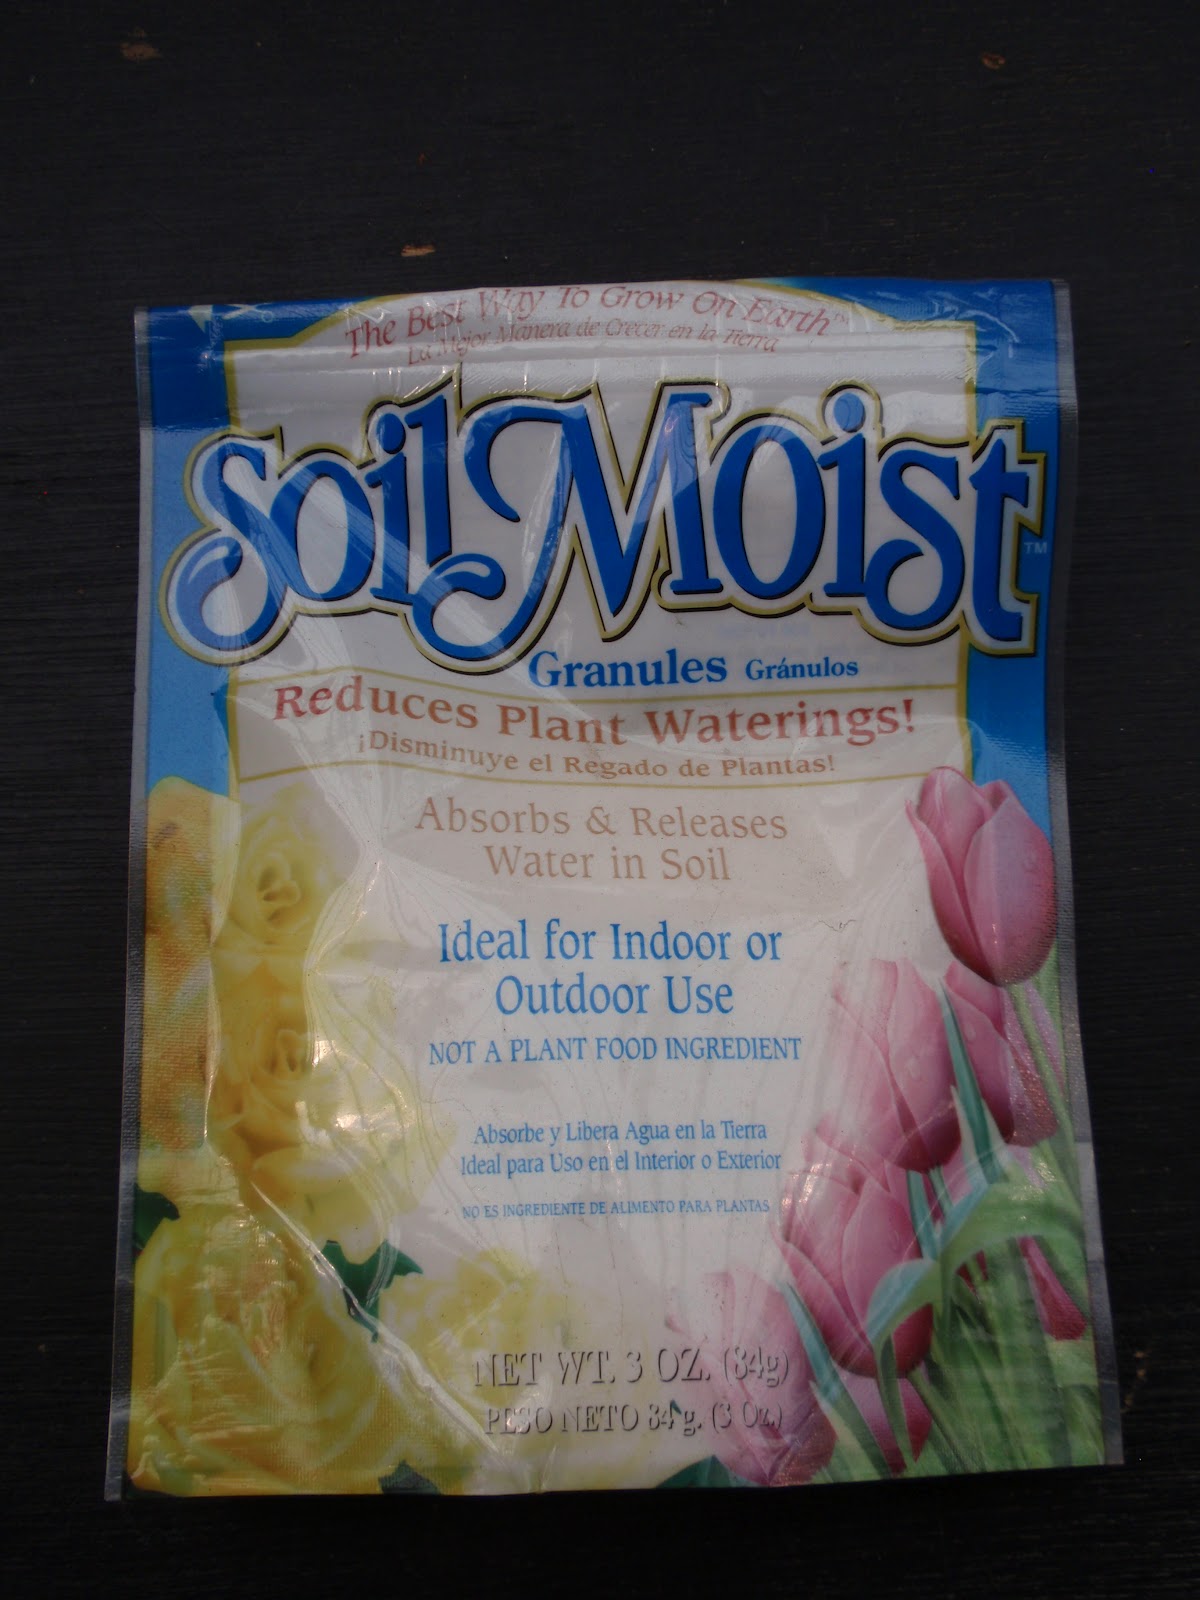 The Best Way To Grow On Earth™
La Mejor Manera de Crecer en la Tierra
Soil Moist™
Granules Gránulos
Reduces Plant Waterings!
¡Disminuye el Regado de Plantas!
Absorbs & Releases
Water in Soil
Ideal for Indoor or
Outdoor Use
NOT A PLANT FOOD INGREDIENT
Absorbe y Libera Agua en la Tierra
Ideal para Uso en el Interior o Exterior
NO ES INGREDIENTE DE ALIMENTO PARA PLANTAS
NET WT. 3 OZ. (84g)
PESO NETO 84 g. (3 Oz.)